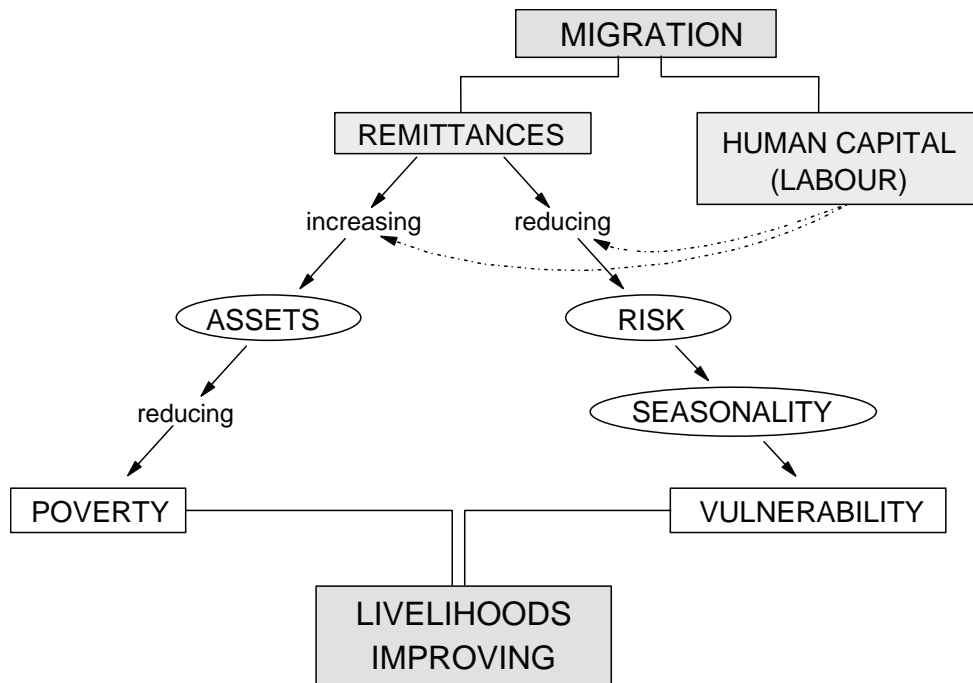 MIGRATION
REMITTANCES
HUMAN CAPITAL
(LABOUR)
increasing
reducing
ASSETS
RISK
reducing
SEASONALITY
POVERTY
VULNERABILITY
LIVELIHOODS
IMPROVING